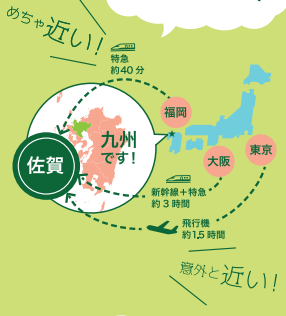 めちゃ近い!
特急
約40分
福岡
九州
です!
佐賀
大阪
東京
新幹線+特急
約3時間
飛行機
約1.5時間
意外と近い!